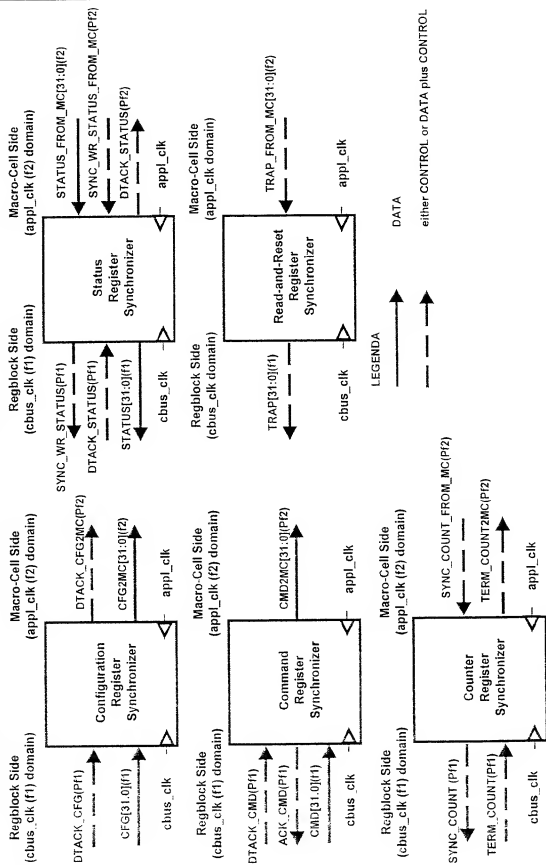 Regblock Side
(cbus_clk (f1) domain)
Macro-Cell Side
(appl_clk (f2) domain)
DTACK_CFG(Pf1)
CFG[31.0](f1)
cbus_clk
Configuration
Register
Synchronizer
DTACK_CFG2MC(Pf2)
CFG2MC[31:0](f2)
appl_clk
Regblock Side
(cbus_clk (f1) domain)
Macro-Cell Side
(appl_clk (f2) domain)
SYNC_WR_STATUS(Pf1)
DTACK_STATUS(Pf1)
STATUS[31:0](f1)
cbus_clk
Status
Register
Synchronizer
STATUS_FROM_MC[31:0](f2)
SYNC_WR_STATUS_FROM_MC(Pf2)
DTACK_STATUS(Pf2)
appl_clk
Regblock Side
(cbus_clk (f1) domain)
Macro-Cell Side
(appl_clk (f2) domain)
DTACK_CMD(Pf1)
ACK_CMD(Pf1)
CMD[31.0](f1)
cbus_clk
Command
Register
Synchronizer
CMD2MC[31:0](Pf2)
appl_clk
Regblock Side
(cbus_clk domain)
Macro-Cell Side
(appl_clk (f2) domain)
TRAP[31:0](f1)
cbus_clk
Read-and-Reset
Register
Synchronizer
TRAP_FROM_MC[31:0](f2)
appl_clk
Regblock Side
(cbus_clk (f1) domain)
Macro-Cell Side
(appl_clk (f2) domain)
SYNC_COUNT (Pf1)
TERM_COUNT(Pf1)
cbus_clk
Counter
Register
Synchronizer
SYNC_COUNT_FROM_MC(Pf2)
TERM_COUNT2MC(Pf2)
appl_clk
LEGENDA
DATA
either CONTROL or DATA plus CONTROL